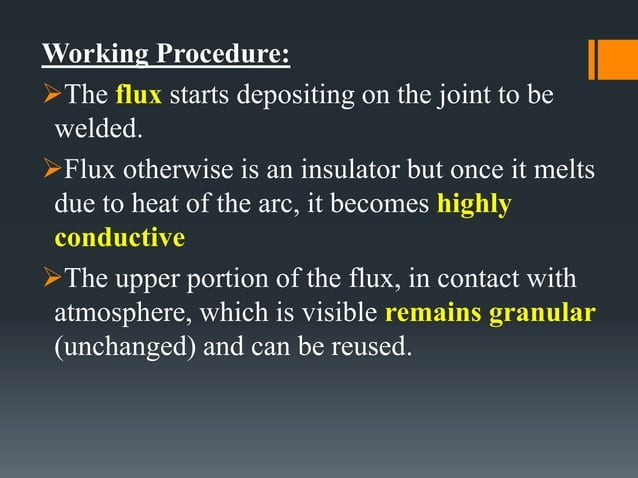 Working Procedure:
➢The flux starts depositing on the joint to be
welded.
➢Flux otherwise is an insulator but once it melts
due to heat of the arc, it becomes highly
conductive
➢The upper portion of the flux, in contact with
atmosphere, which is visible remains granular
(unchanged) and can be reused.